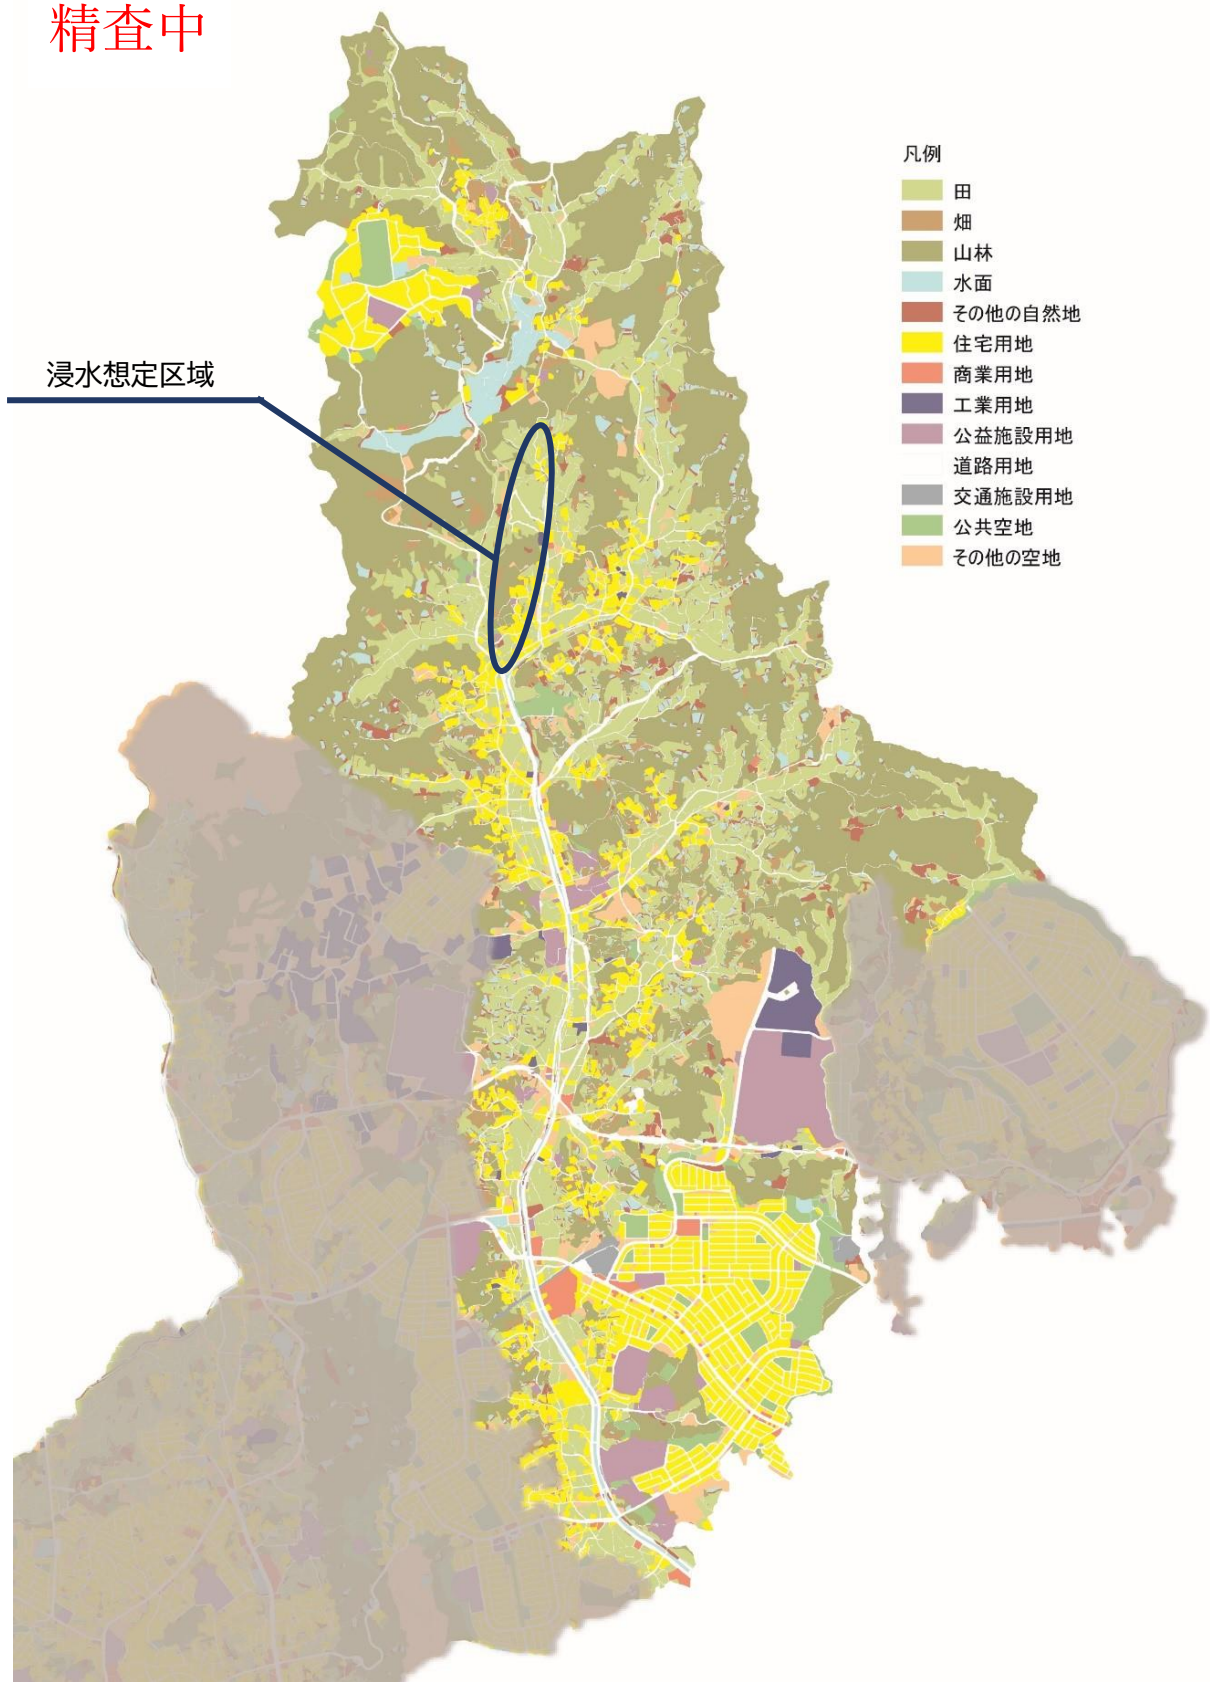 精査中
凡例
田
畑
山林
水面
その他の自然地
住宅用地
商業用地
工業用地
公益施設用地
道路用地
交通施設用地
公共空地
その他の空地
浸水想定区域